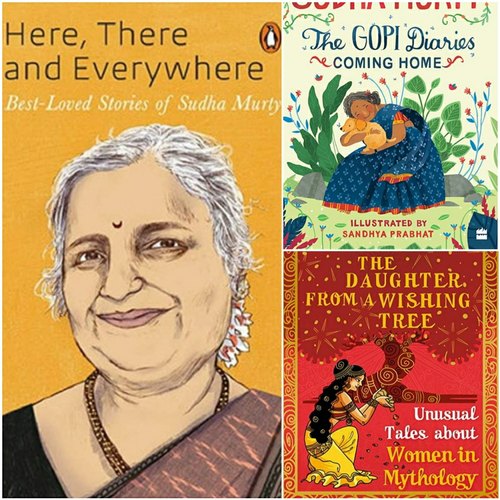 Here, There
and Everywhere
Best-Loved Stories of Sudha Murty
SUDHA MURTY
The GOPI Diaries
COMING HOME
ILLUSTRATED BY
SANDHYA PRABHAT
THE
DAUGHTER
FROM A WISHING
TREE
Unusual
Tales about
Women in
Mythology